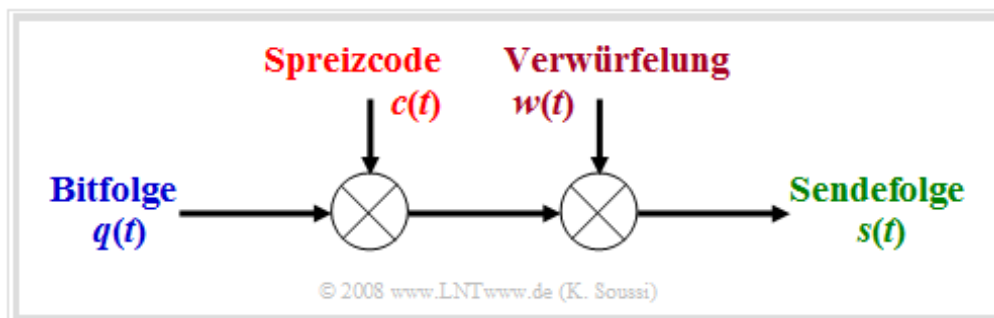 Spreizcode
c(t)
Verwürfelung
w(t)
Bitfolge
q(t)
Sendefolge
s(t)
© 2008 www.LNTwww.de (K. Soussi)